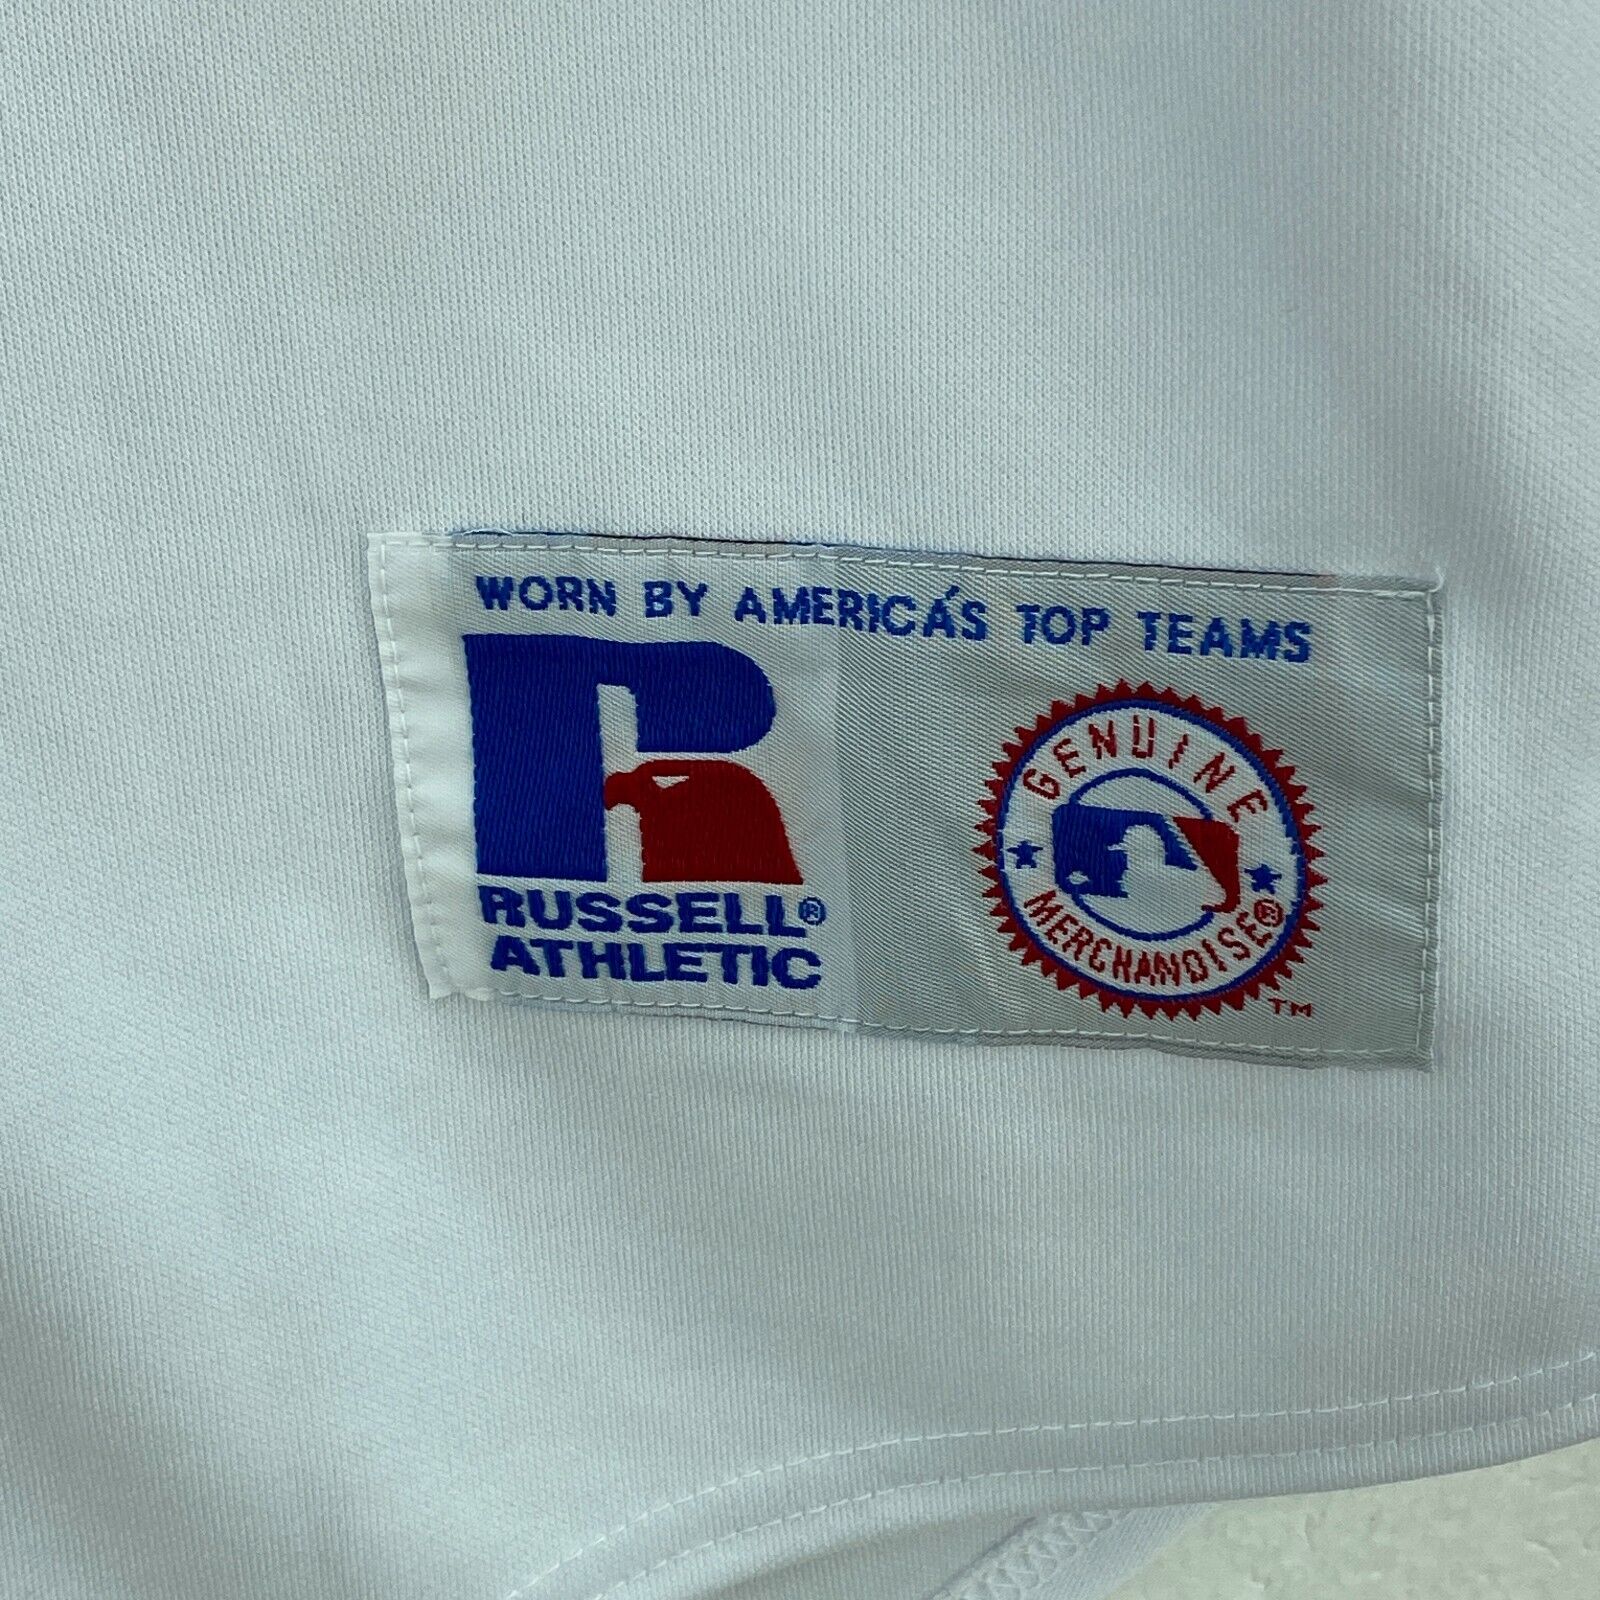 WORN BY AMERICA'S TOP TEAMS
R
RUSSELL®
ATHLETIC
GENUINE
MERCHANDISE®
TM